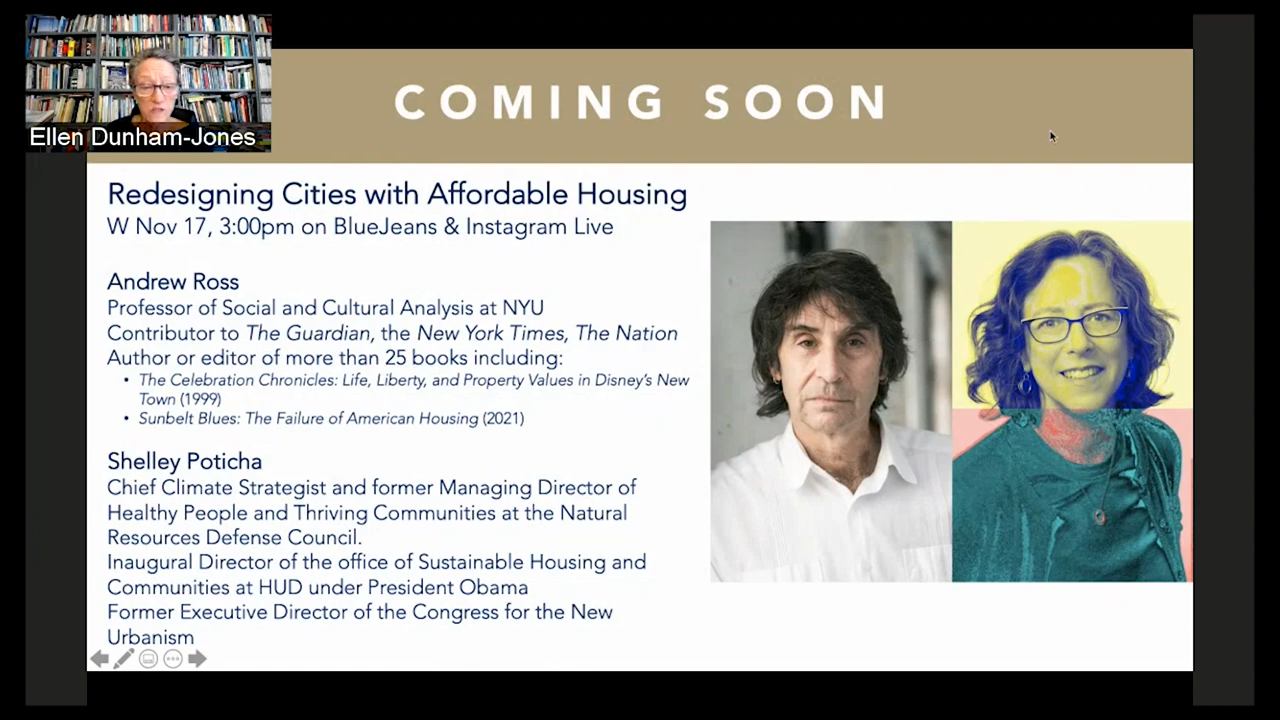 COMING SOON
Ellen Dunham-Jones
Redesigning Cities with Affordable Housing
W Nov 17, 3:00pm on BlueJeans & Instagram Live
Andrew Ross
Professor of Social and Cultural Analysis at NYU
Contributor to The Guardian, the New York Times, The Nation
Author or editor of more than 25 books including:
• The Celebration Chronicles: Life, Liberty, and Property Values in Disney's New
Town (1999)
• Sunbelt Blues: The Failure of American Housing (2021)
Shelley Poticha
Chief Climate Strategist and former Managing Director of
Healthy People and Thriving Communities at the Natural
Resources Defense Council.
Inaugural Director of the office of Sustainable Housing and
Communities at HUD under President Obama
Former Executive Director of the Congress for the New
Urbanism